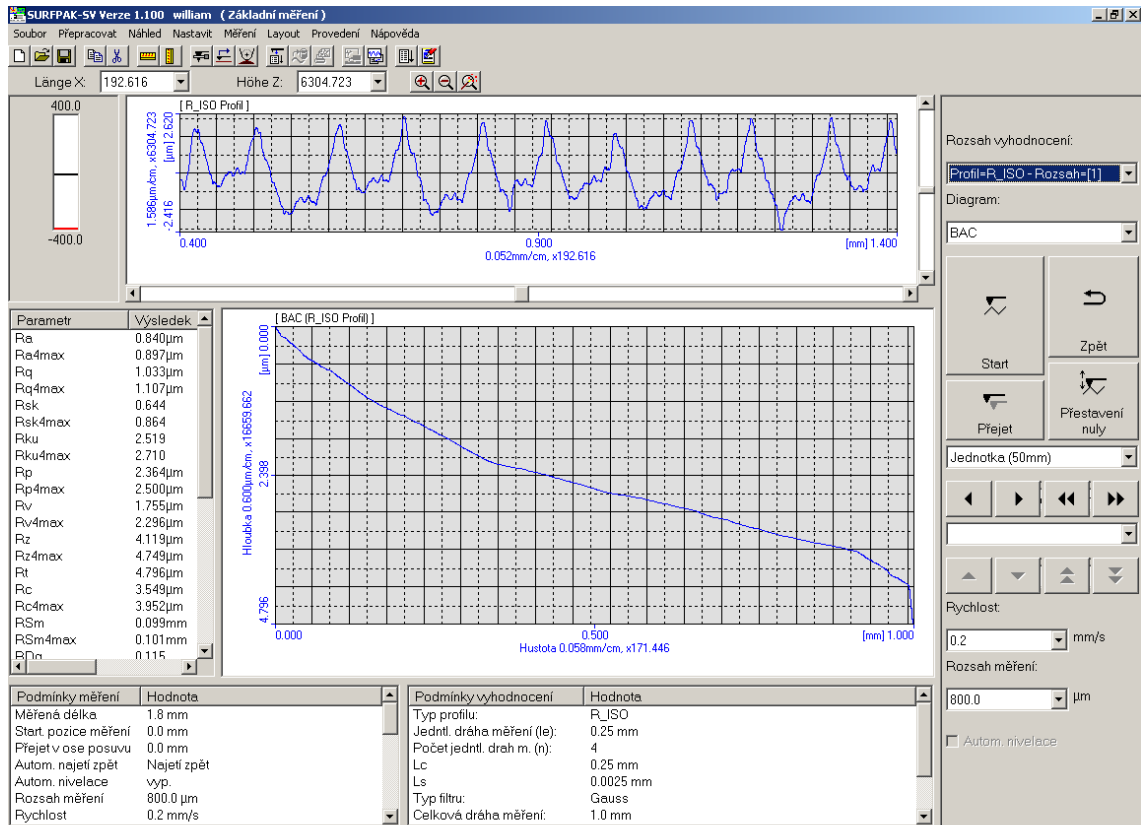 SURFPAK-SV Verze 1.100 william ( Základní měření )
Soubor Přepracovat Náhled Nastavit Měření Layout Provedení Nápověda
Länge X: 192.616 Höhe Z: 6304.723
400.0
-400.0
[ R_ISO Profil ]
1.586µm/cm, x6304.723
-2.416 [µm] 2.620
0.400 0.900 [mm] 1.400
0.052mm/cm, x192.616
Parametr Výsledek
Ra 0.840µm
Ra4max 0.897µm
Rq 1.033µm
Rq4max 1.107µm
Rsk 0.644
Rsk4max 0.864
Rku 2.519
Rku4max 2.710
Rp 2.364µm
Rp4max 2.500µm
Rv 1.755µm
Rv4max 2.296µm
Rz 4.119µm
Rz4max 4.749µm
Rt 4.796µm
Rc 3.549µm
Rc4max 3.952µm
RSm 0.099mm
RSm4max 0.101mm
RDq 0.115
[ BAC (R_ISO Profil) ]
Hloubka 0.600µm/cm, x16659.662
[µm] 0.000
2.398
4.796
0.000 0.500 [mm] 1.000
Hustota 0.058mm/cm, x171.446
Podmínky měření Hodnota
Měřená délka 1.8 mm
Start. pozice měření 0.0 mm
Přejet v ose posuvu 0.0 mm
Autom. najetí zpět Najetí zpět
Autom. nivelace vyp.
Rozsah měření 800.0 µm
Rychlost 0.2 mm/s
Podmínky vyhodnocení Hodnota
Typ profilu: R_ISO
Jedntl. dráha měření (le): 0.25 mm
Počet jedntl. drah m. (n): 4
Lc 0.25 mm
Ls 0.0025 mm
Typ filtru: Gauss
Celková dráha měření: 1.0 mm
Rozsah vyhodnocení:
Profil=R_ISO - Rozsah=[1]
Diagram:
BAC
Start
Zpět
Přejet
Přestavení
nuly
Jednotka (50mm)
Rychlost:
0.2 mm/s
Rozsah měření:
800.0 µm
Autom. nivelace